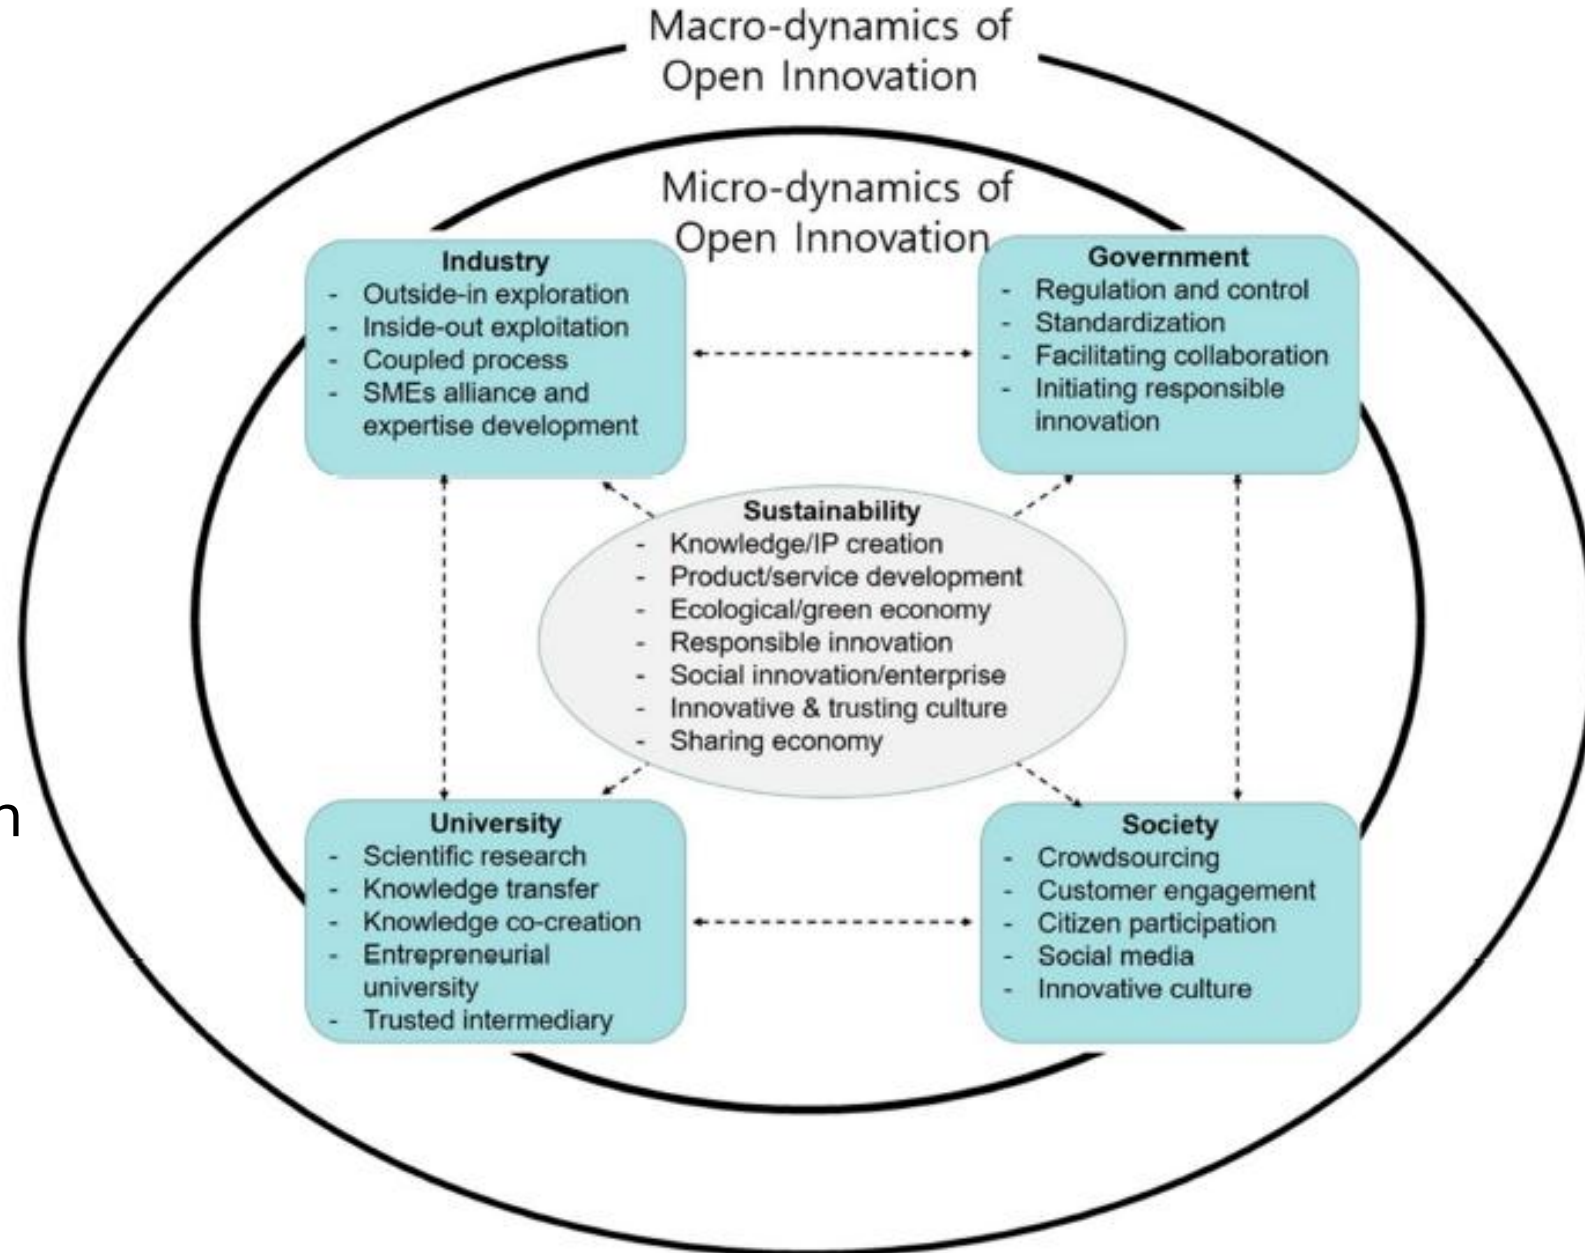 Macro-dynamics of
Open Innovation
Micro-dynamics of
Open Innovation
Industry
- Outside-in exploration
- Inside-out exploitation
- Coupled process
- SMEs alliance and
expertise development
Government
- Regulation and control
- Standardization
- Facilitating collaboration
- Initiating responsible
innovation
Sustainability
- Knowledge/IP creation
- Product/service development
- Ecological/green economy
- Responsible innovation
- Social innovation/enterprise
- Innovative & trusting culture
- Sharing economy
n
University
- Scientific research
- Knowledge transfer
- Knowledge co-creation
- Entrepreneurial
university
- Trusted intermediary
Society
- Crowdsourcing
- Customer engagement
- Citizen participation
- Social media
- Innovative culture